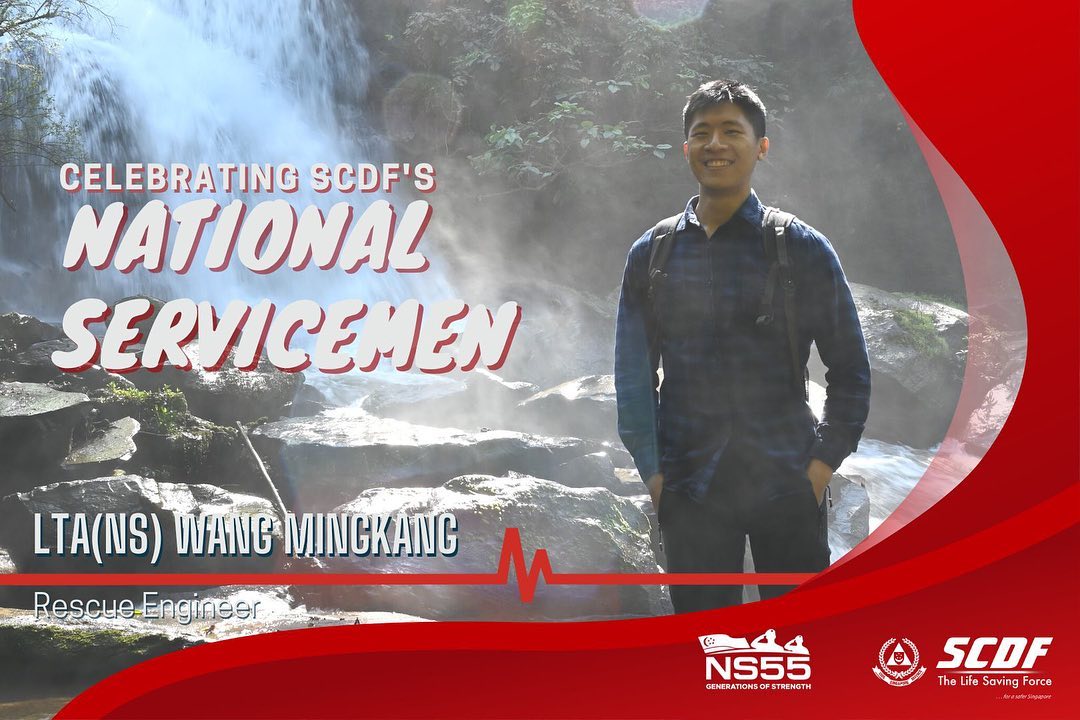 CELEBRATING SCDF'S
NATIONAL
SERVICEMEN
LTA(NS) WANG MINGKANG
Rescue Engineer
NS55
GENERATIONS OF STRENGTH
SCDF
The Life Saving Force
...for a safer Singapore